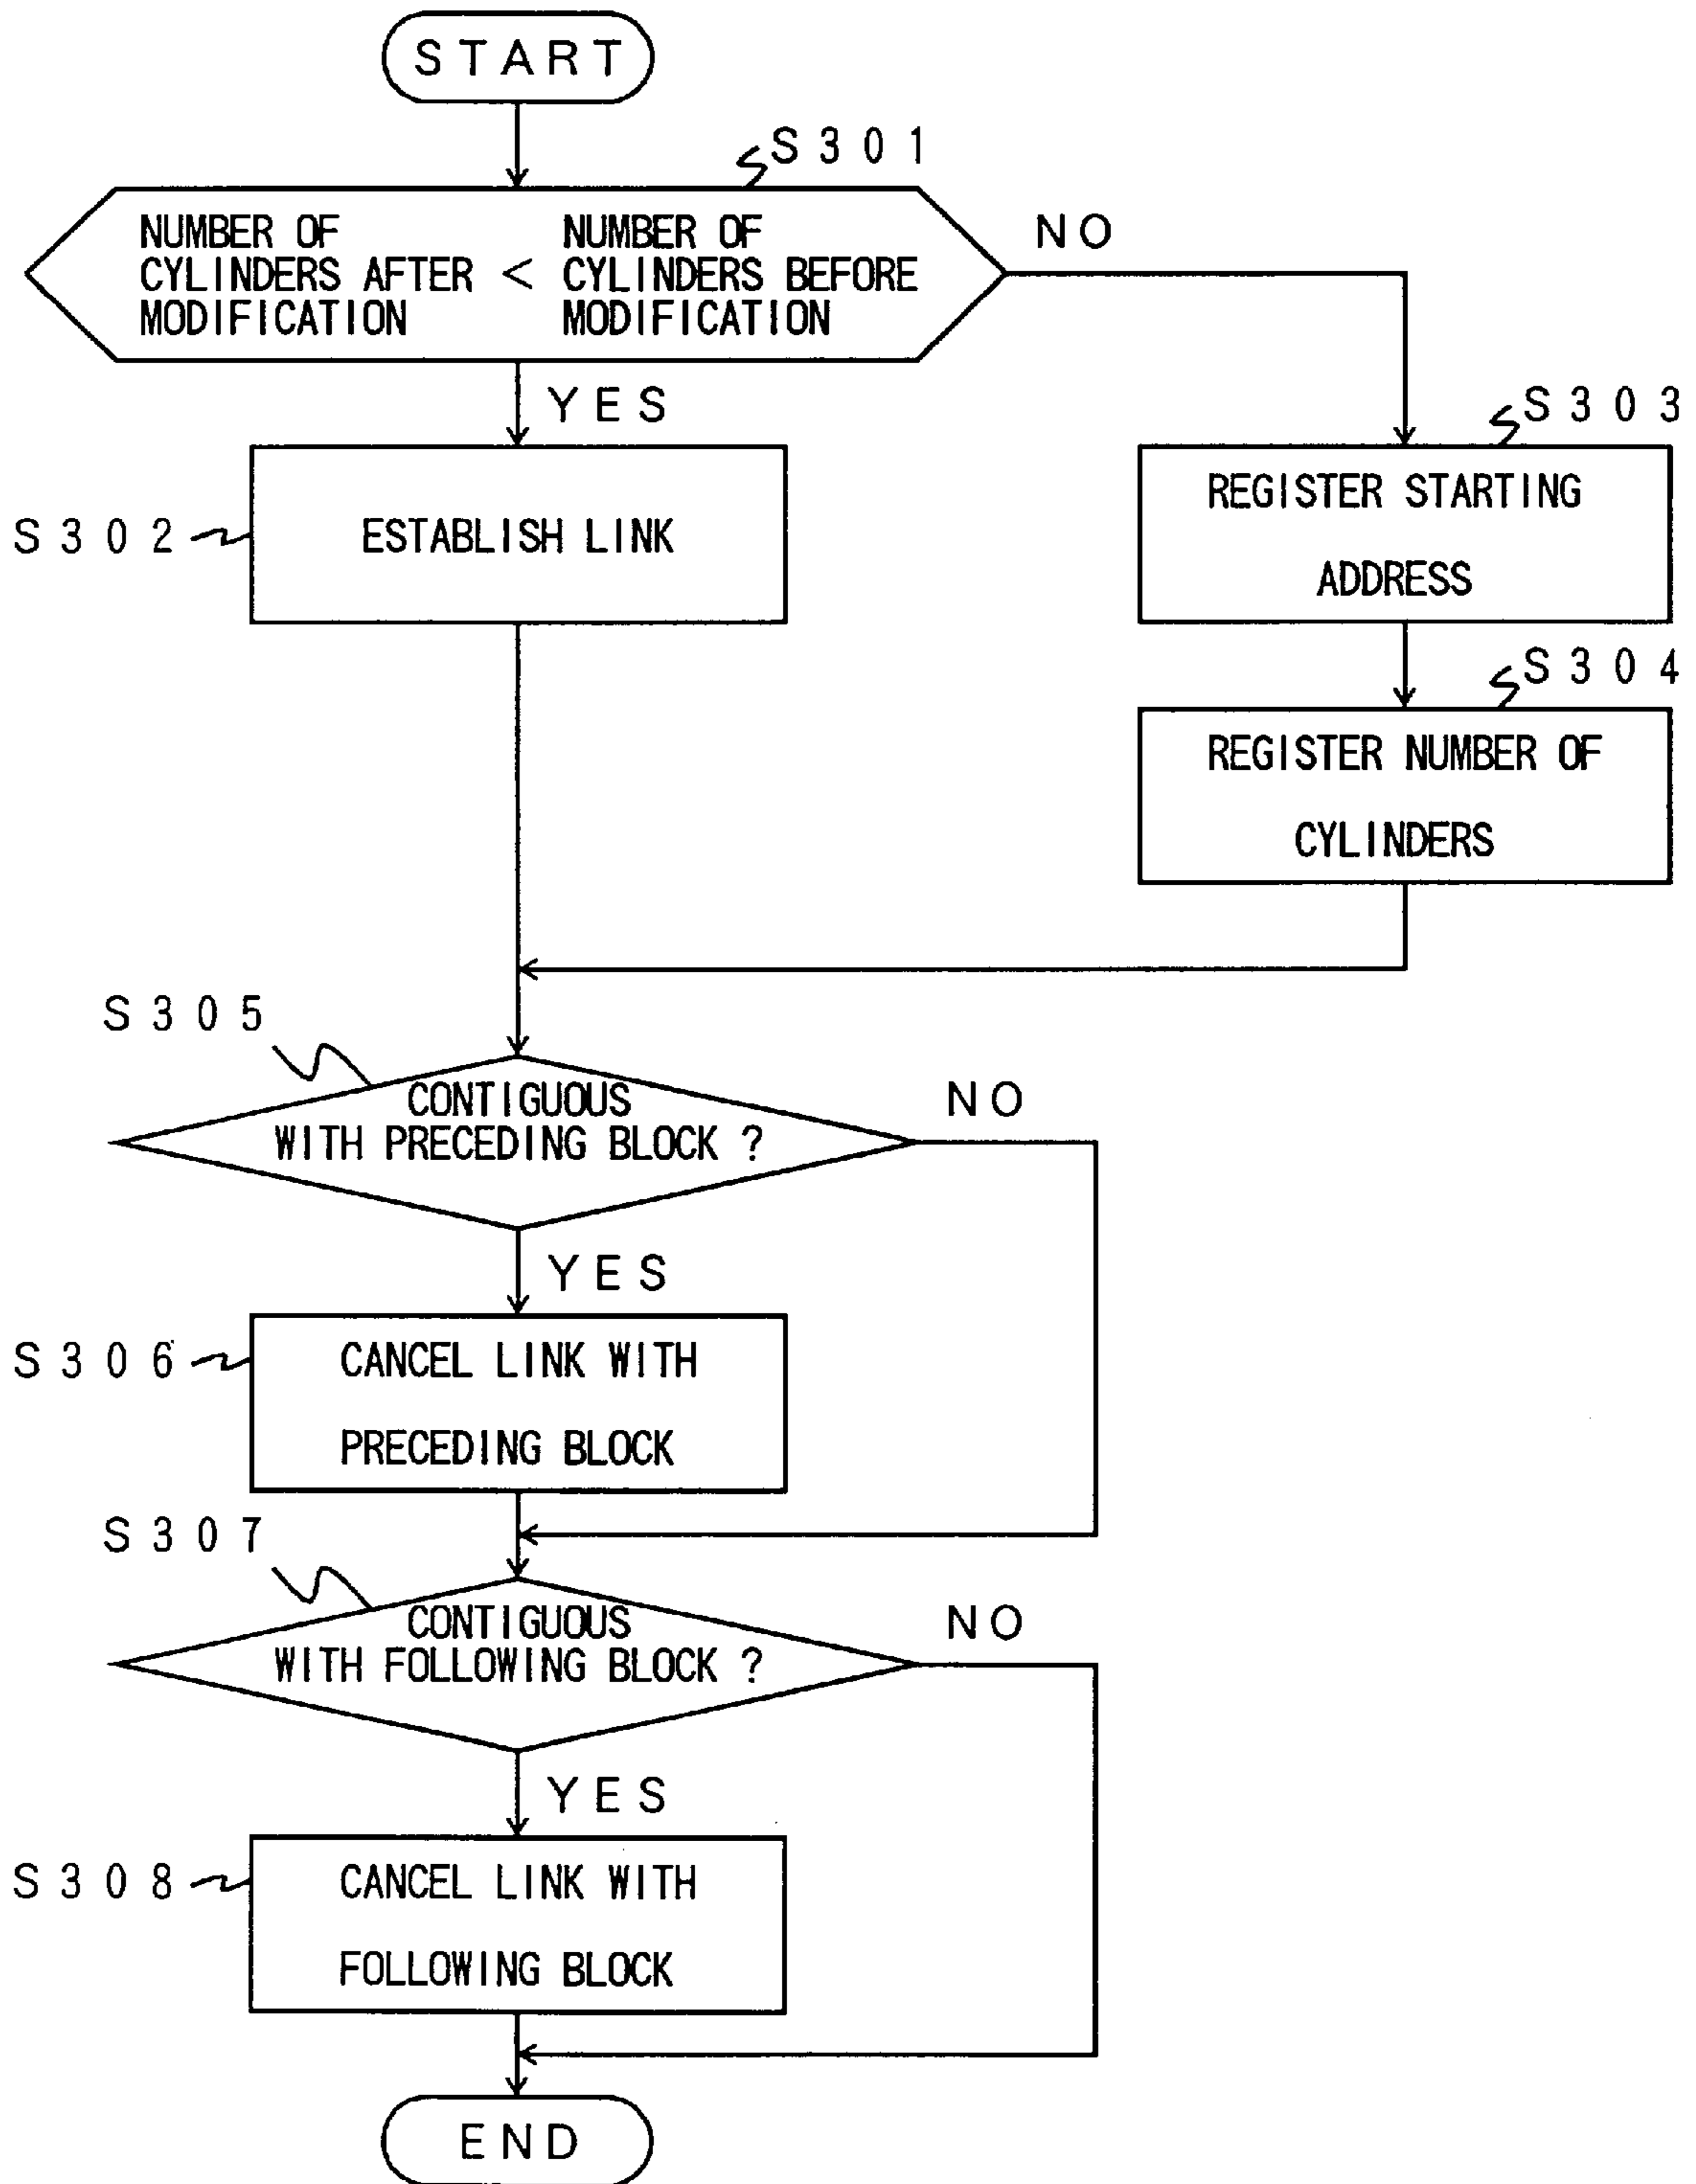 START
S301
NUMBER OF NUMBER OF
CYLINDERS AFTER < CYLINDERS BEFORE
MODIFICATION MODIFICATION
NO
YES
S302
ESTABLISH LINK
S303
REGISTER STARTING
ADDRESS
S304
REGISTER NUMBER OF
CYLINDERS
S305
CONTIGUOUS
WITH PRECEDING BLOCK ?
NO
YES
S306
CANCEL LINK WITH
PRECEDING BLOCK
S307
CONTIGUOUS
WITH FOLLOWING BLOCK ?
NO
YES
S308
CANCEL LINK WITH
FOLLOWING BLOCK
END